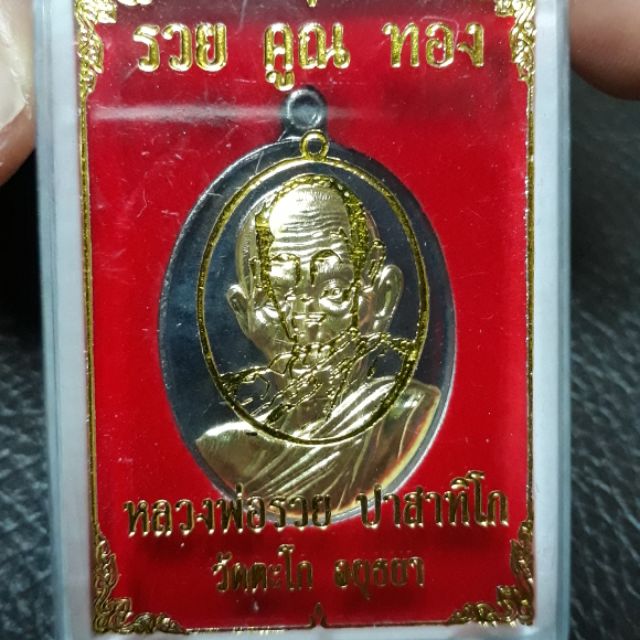 รวย คูณ ทอง
หลวงพ่อรวย ปาสาทิโก
วัดตะโก อยุธยา